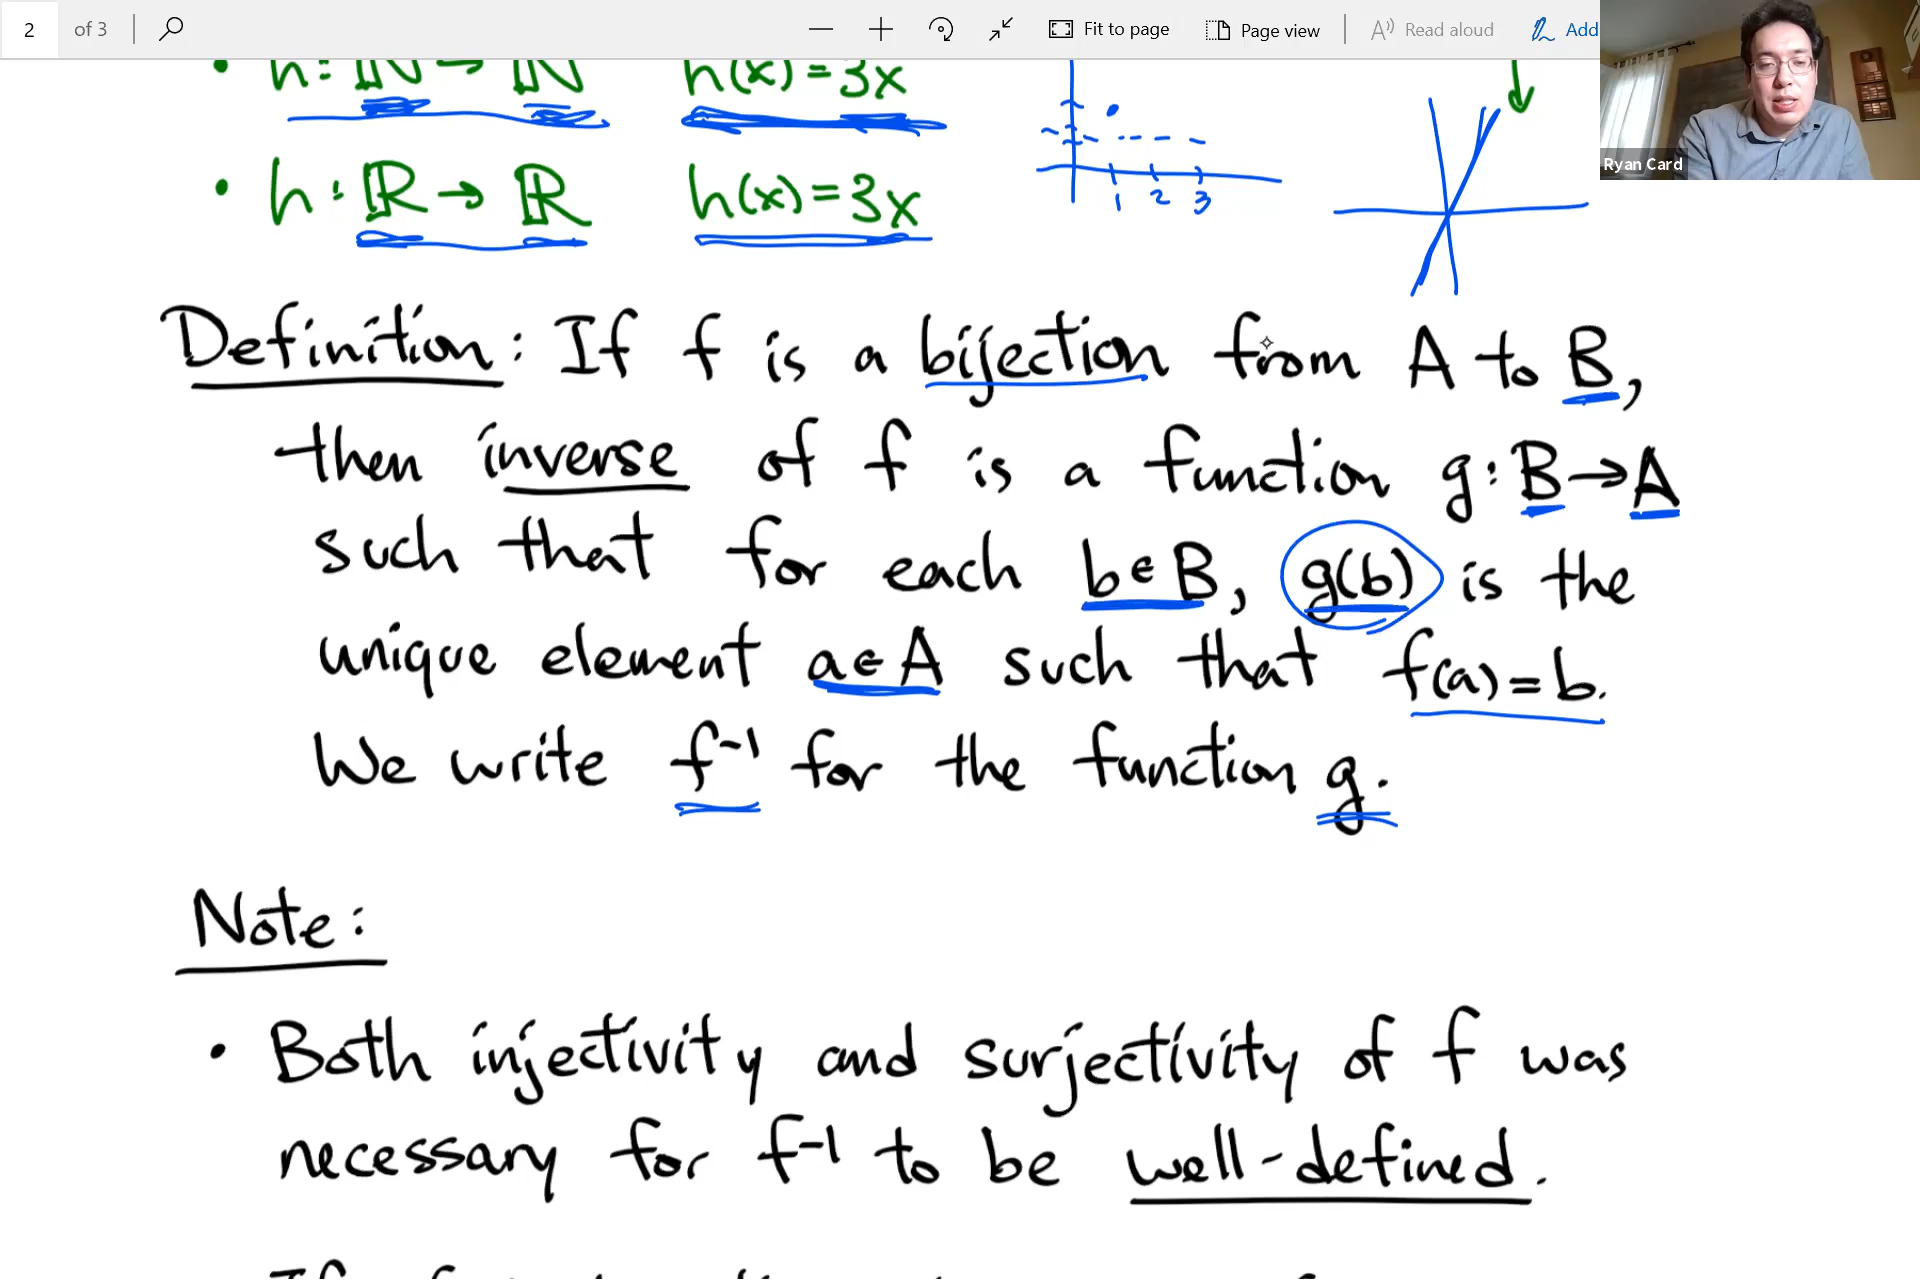 2 of 3 Fit to page Page view Read aloud Add
Ryan Card
• h: ℕ → ℕ h(x) = 3x
• h: ℝ → ℝ h(x) = 3x
1 2 3
Definition: If f is a bijection from A to B,
then inverse of f is a function g: B → A
such that for each b ∈ B, g(b) is the
unique element a ∈ A such that f(a) = b.
We write f⁻¹ for the function g.
Note:
• Both injectivity and surjectivity of f was
necessary for f⁻¹ to be well-defined.